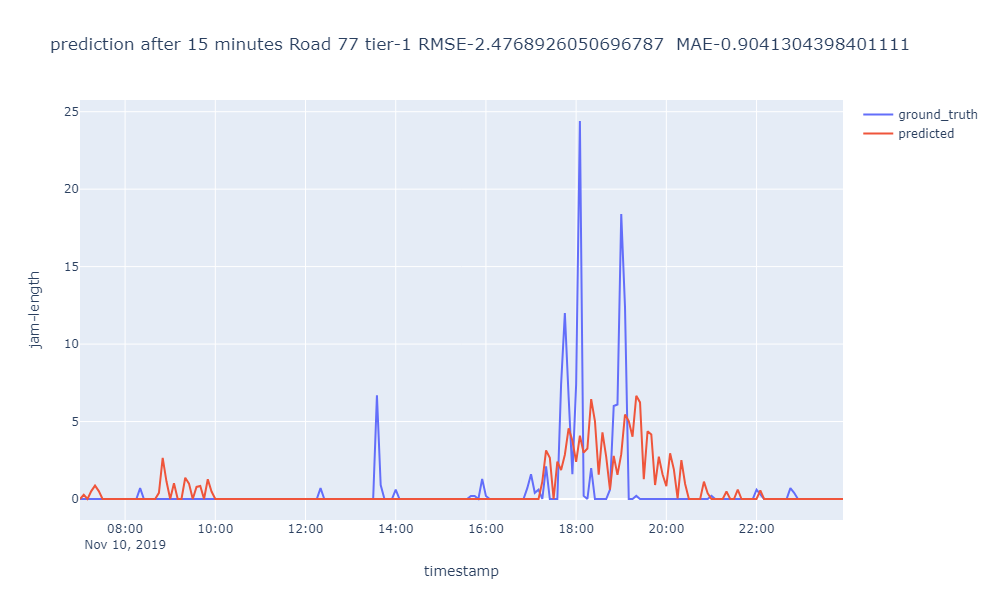 prediction after 15 minutes Road 77 tier-1 RMSE-2.4768926050696787  MAE-0.9041304398401111
ground_truth
predicted
25
20
15
10
5
0
jam-length
08:00 10:00 12:00 14:00 16:00 18:00 20:00 22:00
Nov 10, 2019
timestamp